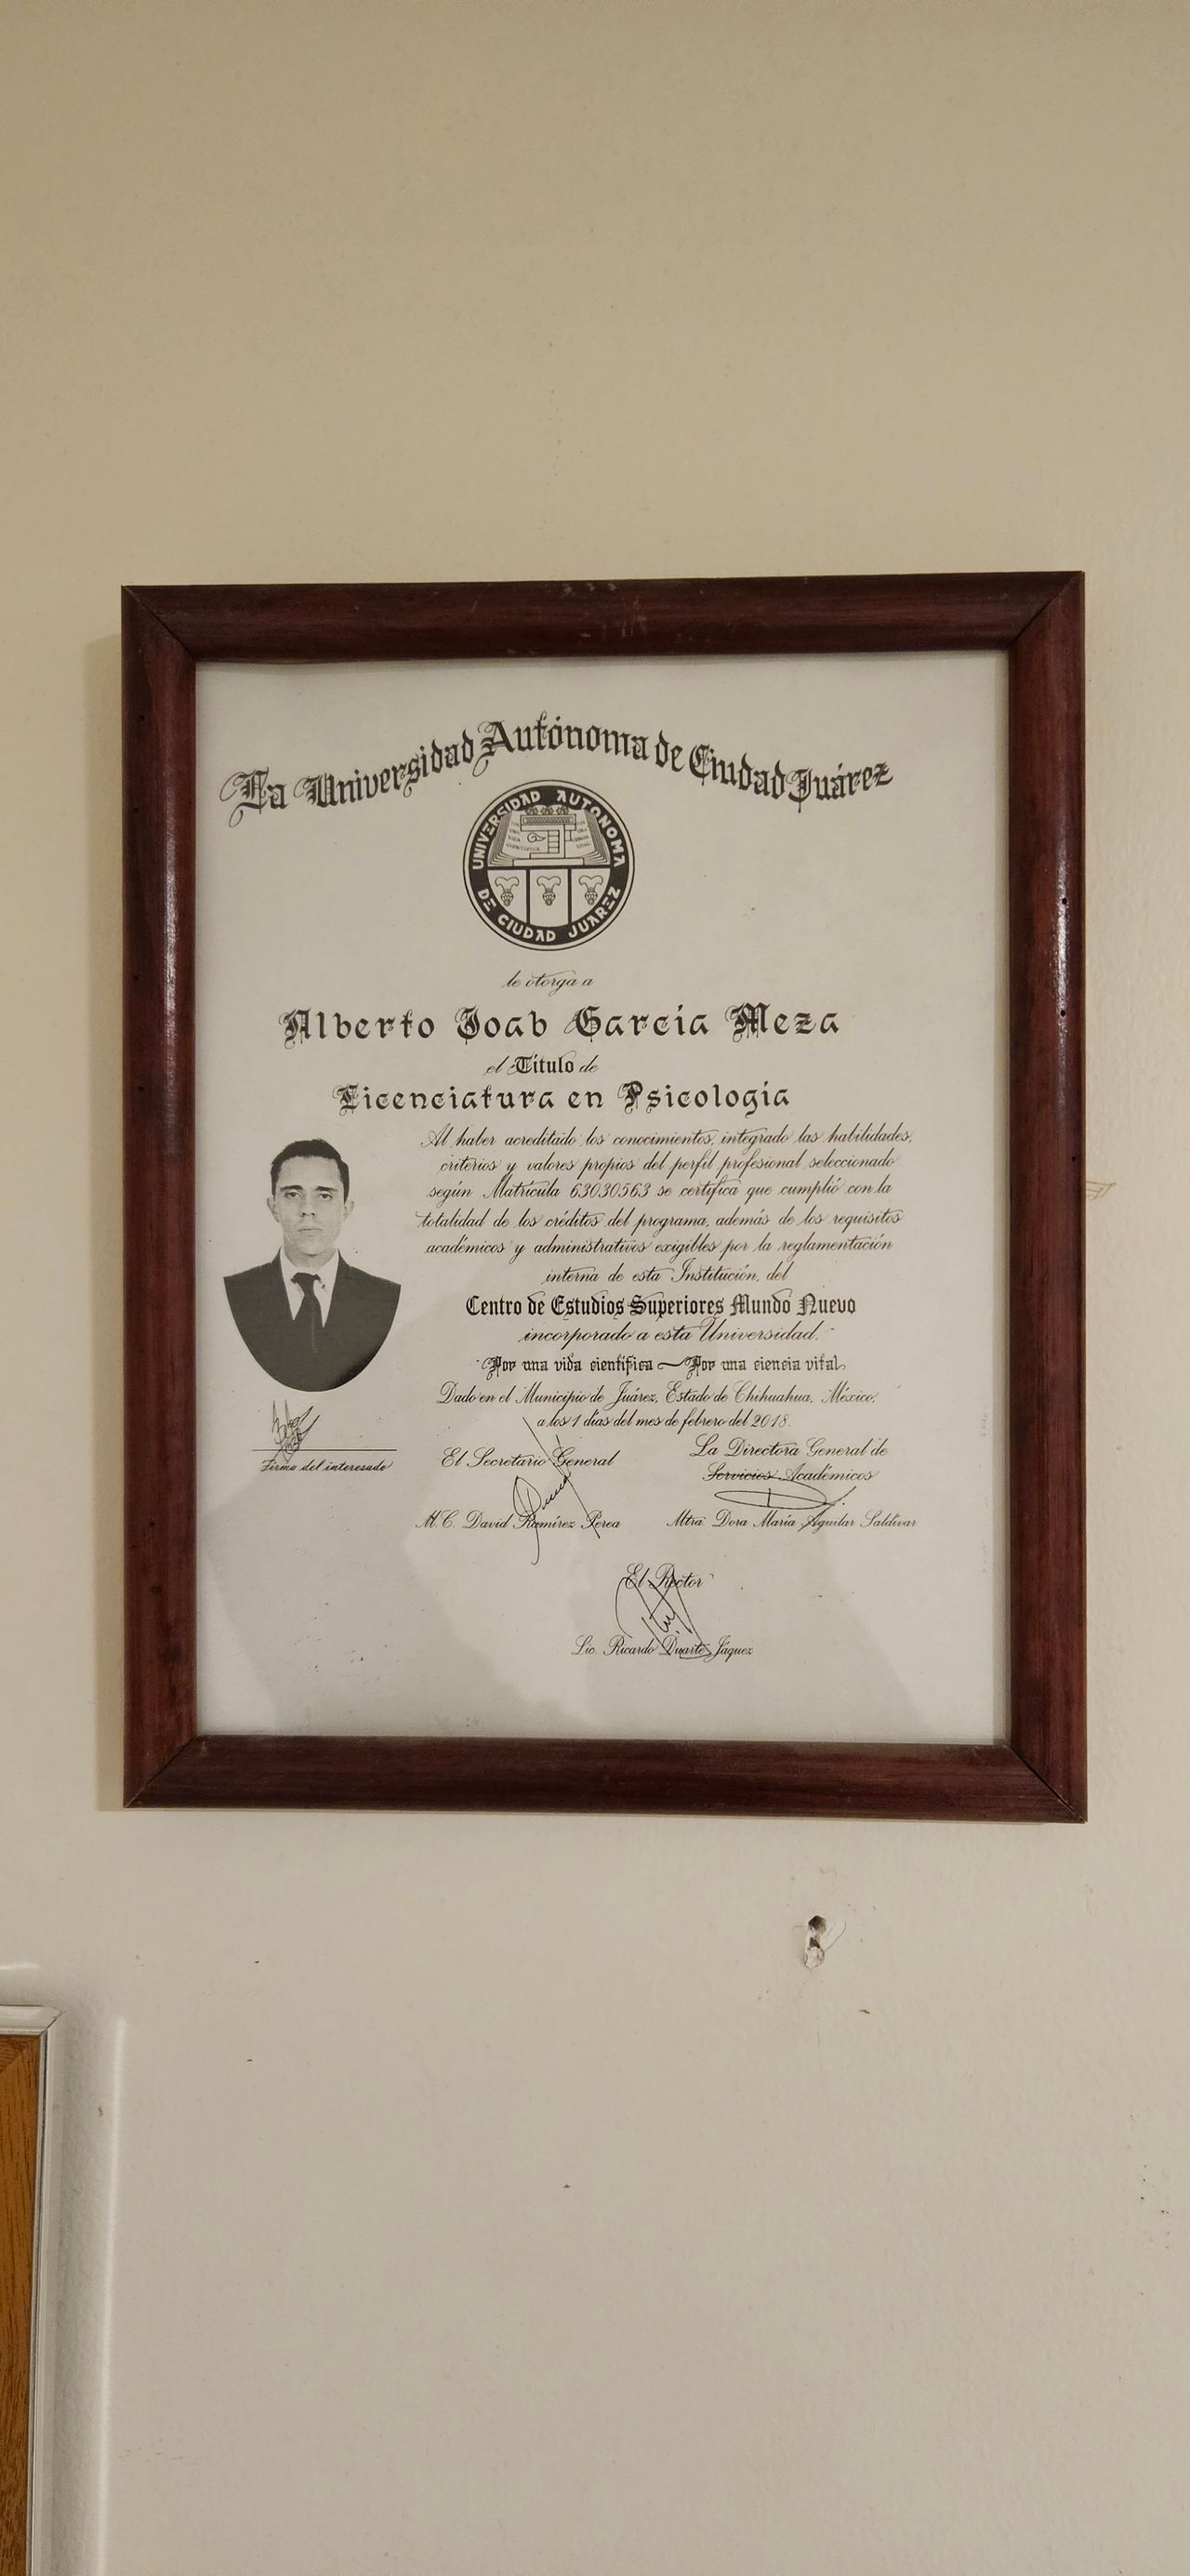 La Universidad Autónoma de Ciudad Juárez
UNIVERSIDAD AUTONOMA
DE CIUDAD JUAREZ
le otorga a
Alberto Joab García Meza
el Título de
Licenciatura en Psicología
Al haber acreditado los conocimientos, integrado las habilidades,
criterios y valores propios del perfil profesional seleccionado
según Matrícula 63030563 se certifica que cumplió con la
totalidad de los créditos del programa, además de los requisitos
académicos y administrativos exigibles por la reglamentación
interna de esta Institución, del
Centro de Estudios Superiores Mundo Nuevo
incorporado a esta Universidad.
"Por una vida científica — Por una ciencia vital"
Dado en el Municipio de Juárez, Estado de Chihuahua, México,
a los 1 días del mes de febrero del 2018.
Firma del interesado
El Secretario General
M.C. David Ramírez Perea
La Directora General de
Servicios Académicos
Mtra. Dora María Aguilar Saldívar
El Rector
Lic. Ricardo Duarte Jáquez